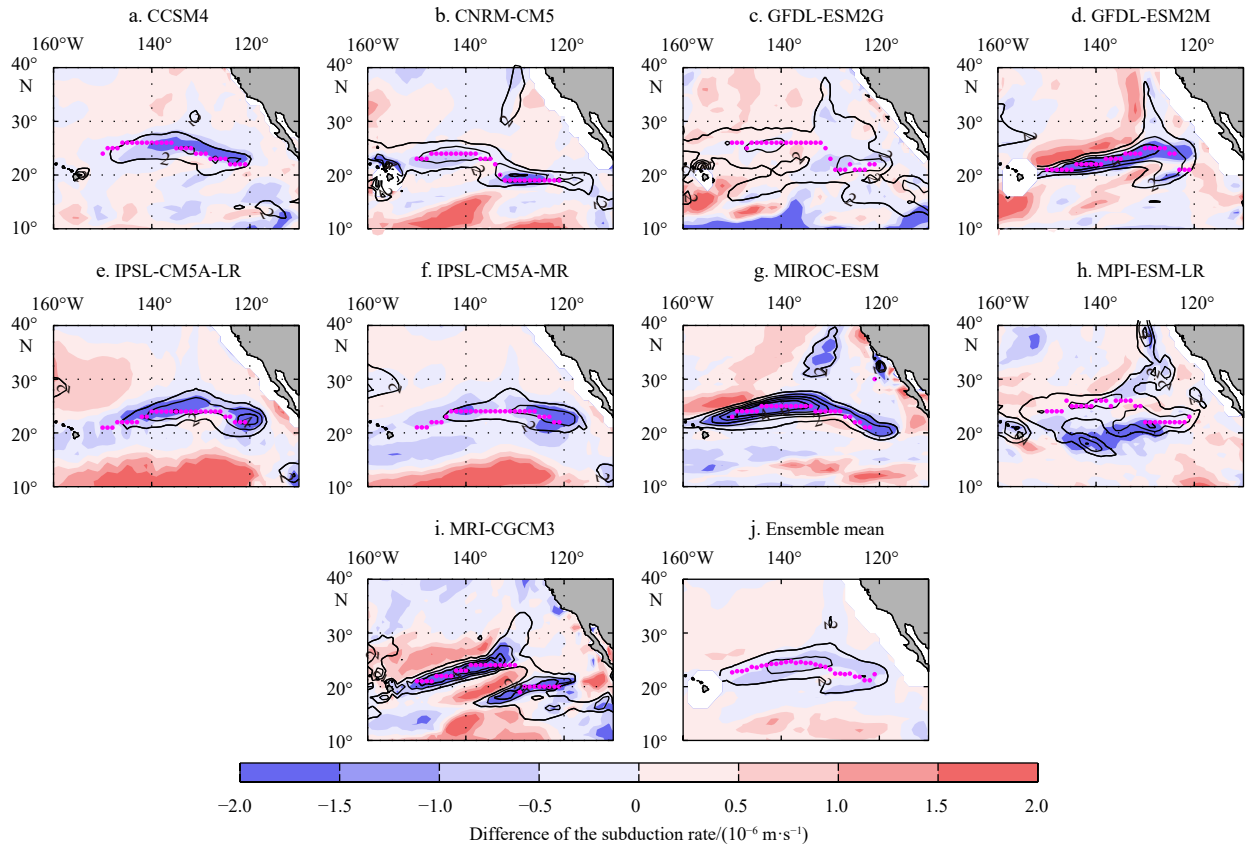 a. CCSM4
b. CNRM-CM5
c. GFDL-ESM2G
d. GFDL-ESM2M
160°W 140° 120°
160°W 140° 120°
160°W 140° 120°
160°W 140° 120°
40°
N
30°
20°
10°
40°
N
30°
20°
10°
40°
N
30°
20°
10°
40°
N
30°
20°
10°
e. IPSL-CM5A-LR
f. IPSL-CM5A-MR
g. MIROC-ESM
h. MPI-ESM-LR
160°W 140° 120°
160°W 140° 120°
160°W 140° 120°
160°W 140° 120°
40°
N
30°
20°
10°
40°
N
30°
20°
10°
40°
N
30°
20°
10°
40°
N
30°
20°
10°
i. MRI-CGCM3
j. Ensemble mean
160°W 140° 120°
160°W 140° 120°
40°
N
30°
20°
10°
40°
N
30°
20°
10°
−2.0 −1.5 −1.0 −0.5 0 0.5 1.0 1.5 2.0
Difference of the subduction rate/(10⁻⁶ m·s⁻¹)